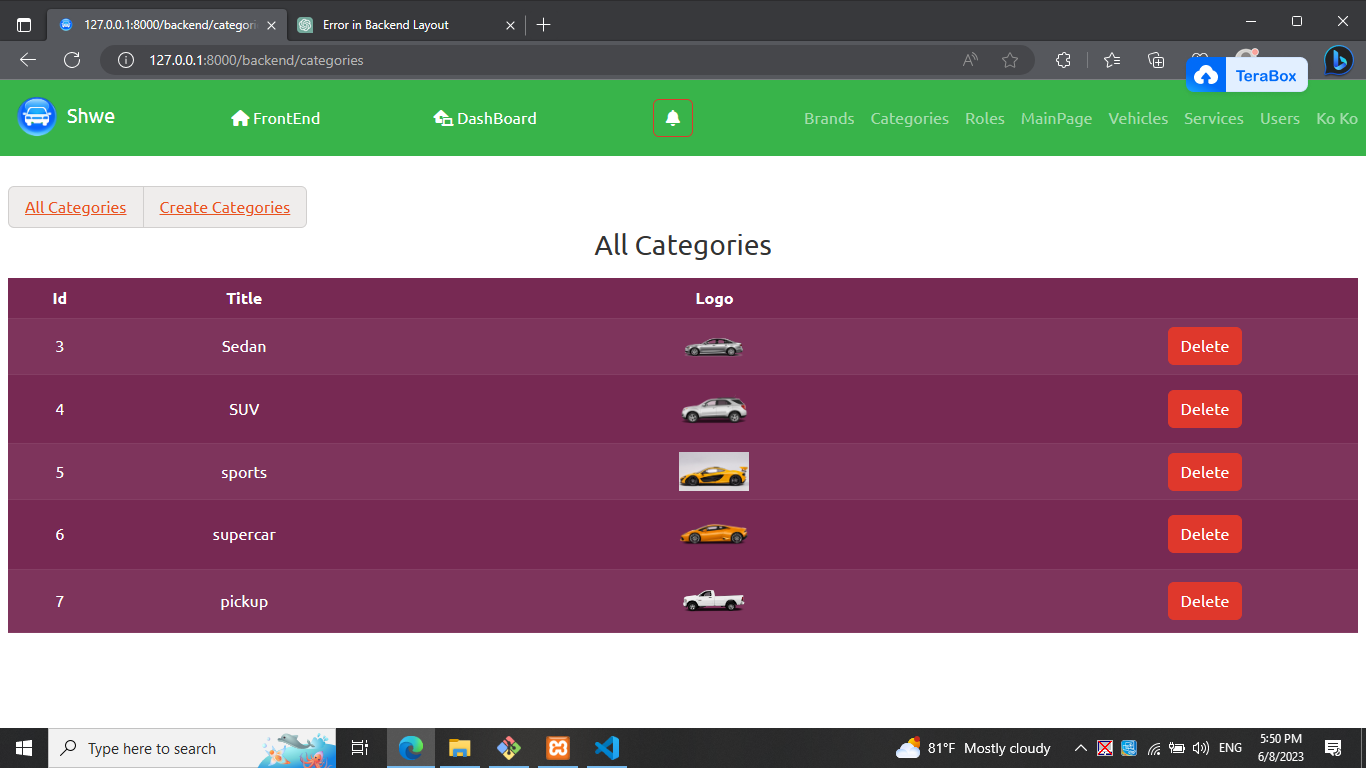 127.0.0.1:8000/backend/categori
Error in Backend Layout
127.0.0.1:8000/backend/categories
TeraBox
Shwe
FrontEnd
DashBoard
Brands Categories Roles MainPage Vehicles Services Users Ko Ko
All Categories Create Categories
All Categories
Id Title Logo
3 Sedan Delete
4 SUV Delete
5 sports Delete
6 supercar Delete
7 pickup Delete
Type here to search
81°F Mostly cloudy
ENG
5:50 PM
6/8/2023